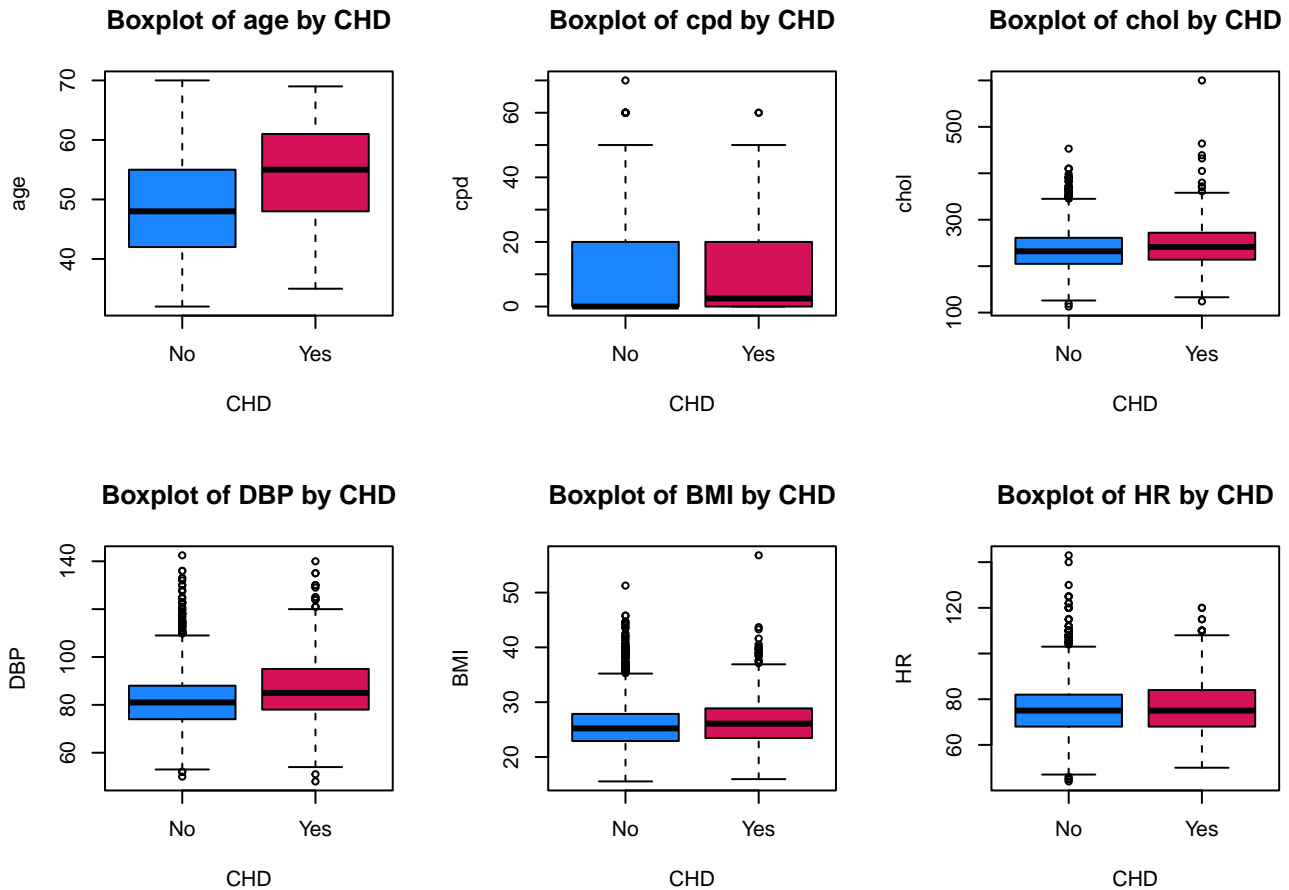 Boxplot of age by CHD
70
60
50
40
age
No Yes
CHD
Boxplot of cpd by CHD
60
40
20
0
cpd
No Yes
CHD
Boxplot of chol by CHD
500
300
100
chol
No Yes
CHD
Boxplot of DBP by CHD
140
100
80
60
DBP
No Yes
CHD
Boxplot of BMI by CHD
50
40
30
20
BMI
No Yes
CHD
Boxplot of HR by CHD
120
80
60
HR
No Yes
CHD